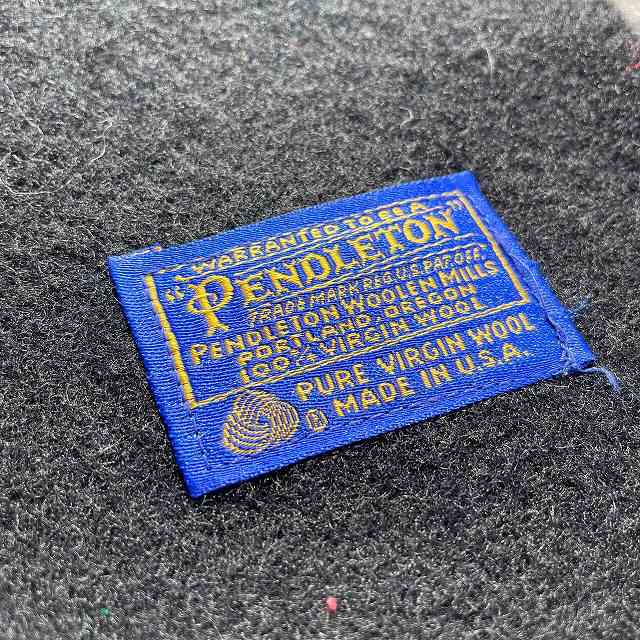 WARRANTED TO BE A
"PENDLETON"
TRADE MARK REG. U.S. PAT. OFF.
PENDLETON WOOLEN MILLS
PORTLAND, OREGON
100% VIRGIN WOOL
PURE VIRGIN WOOL
R MADE IN U.S.A.